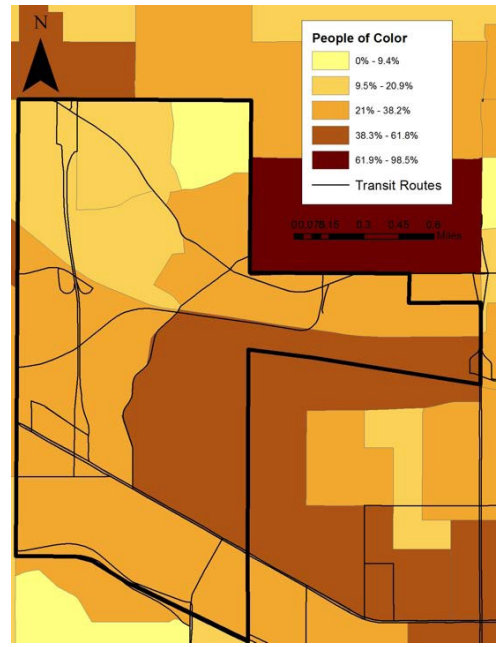 N
People of Color
0% - 9.4%
9.5% - 20.9%
21% - 38.2%
38.3% - 61.8%
61.9% - 98.5%
Transit Routes
0.3 0.45 0.6
Miles